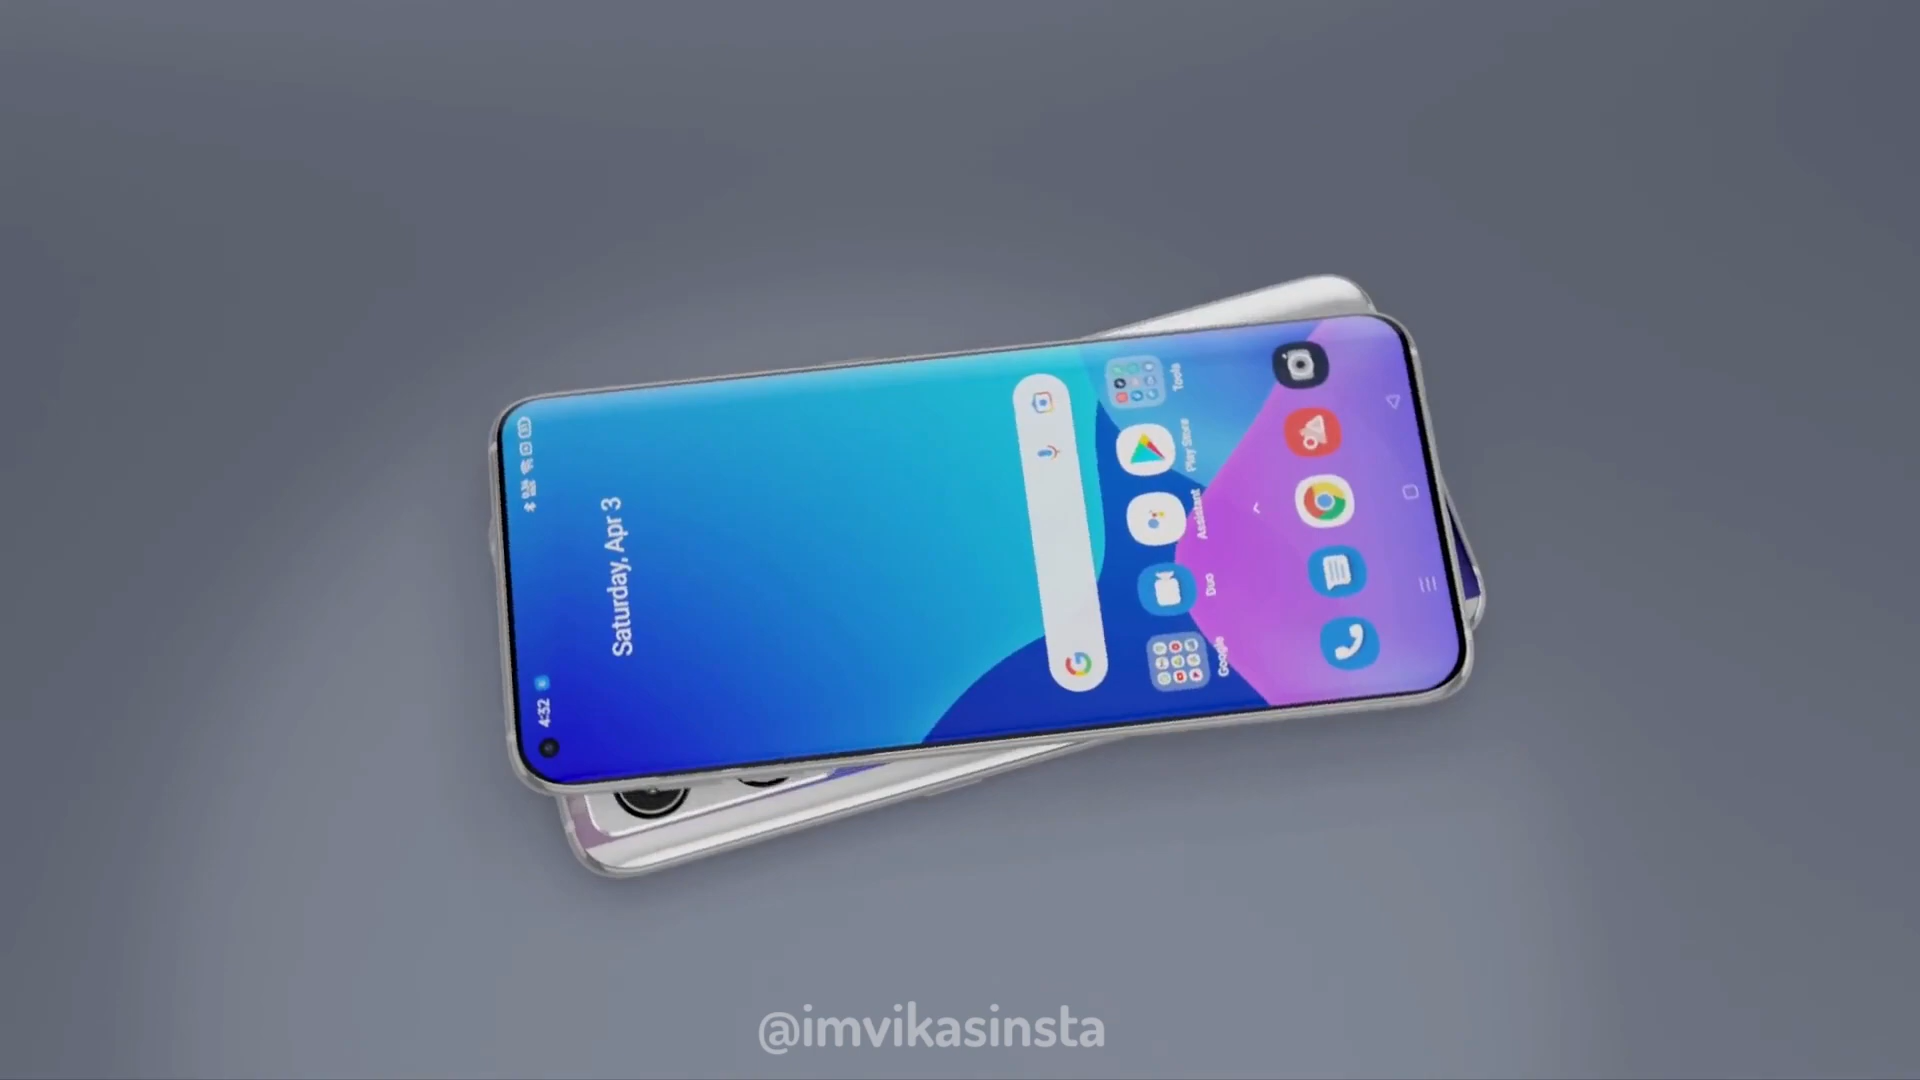 4:32
Saturday, Apr 3
Google
Duo
Assistant
Play Store
Tools
@imvikasinsta